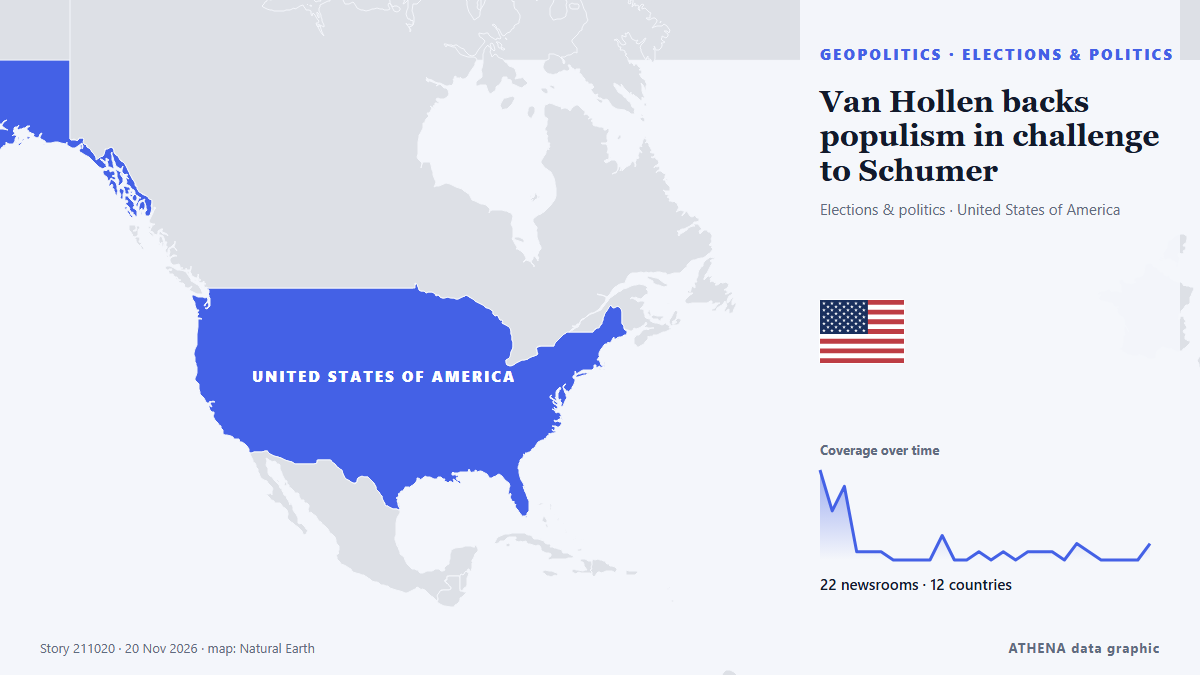 GEOPOLITICS · ELECTIONS & POLITICS
Van Hollen backs
populism in challenge
to Schumer
Elections & politics · United States of America
UNITED STATES OF AMERICA
Coverage over time
22 newsrooms · 12 countries
Story 211020 · 20 Nov 2026 · map: Natural Earth
ATHENA data graphic